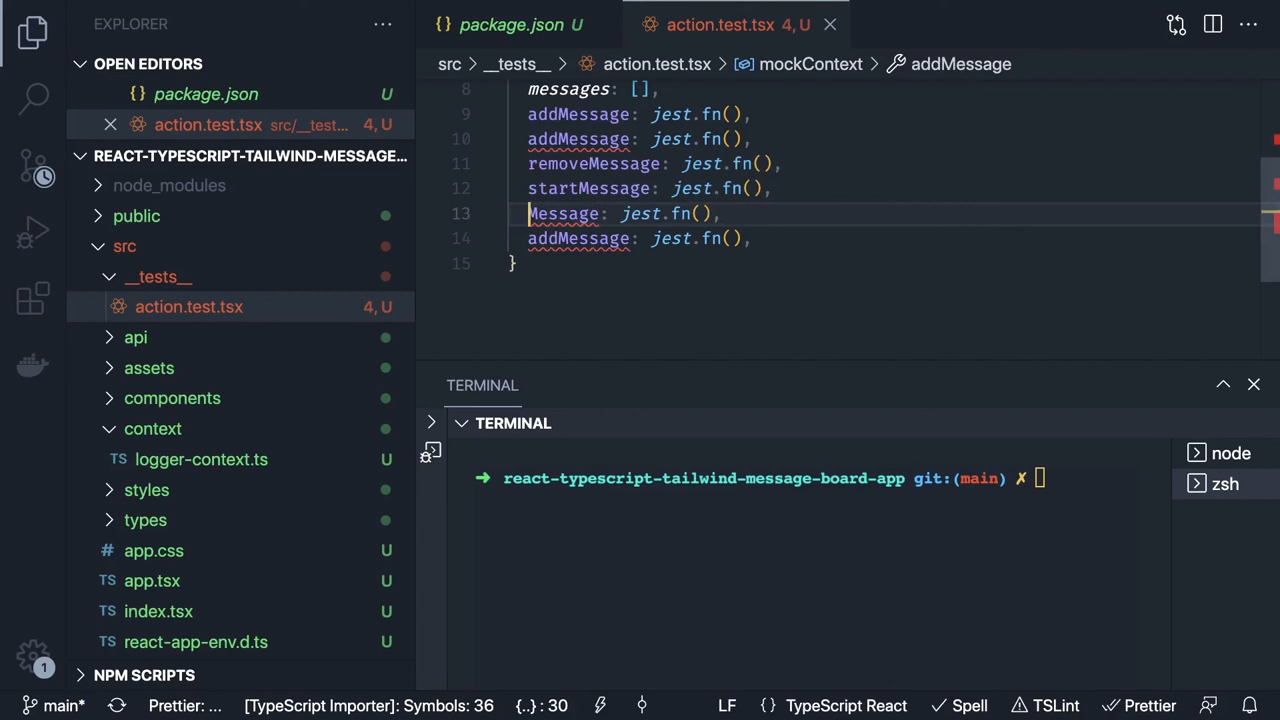 EXPLORER ···
OPEN EDITORS
{} package.json U
action.test.tsx src/__test... 4, U
REACT-TYPESCRIPT-TAILWIND-MESSAGE...
node_modules
public
src
__tests__
action.test.tsx 4, U
api
assets
components
context
TS logger-context.ts U
styles
types
# app.css U
TS app.tsx U
TS index.tsx U
TS react-app-env.d.ts U
NPM SCRIPTS
1
{} package.json U
action.test.tsx 4, U
src > __tests__ > action.test.tsx > mockContext > addMessage
8 messages: [],
9 addMessage: jest.fn(),
10 addMessage: jest.fn(),
11 removeMessage: jest.fn(),
12 startMessage: jest.fn(),
13 Message: jest.fn(),
14 addMessage: jest.fn(),
15 }
TERMINAL
TERMINAL
➜ react-typescript-tailwind-message-board-app git:(main) ✗
node
zsh
main* Prettier: ... [TypeScript Importer]: Symbols: 36 {..} : 30 LF {} TypeScript React Spell TSLint Prettier